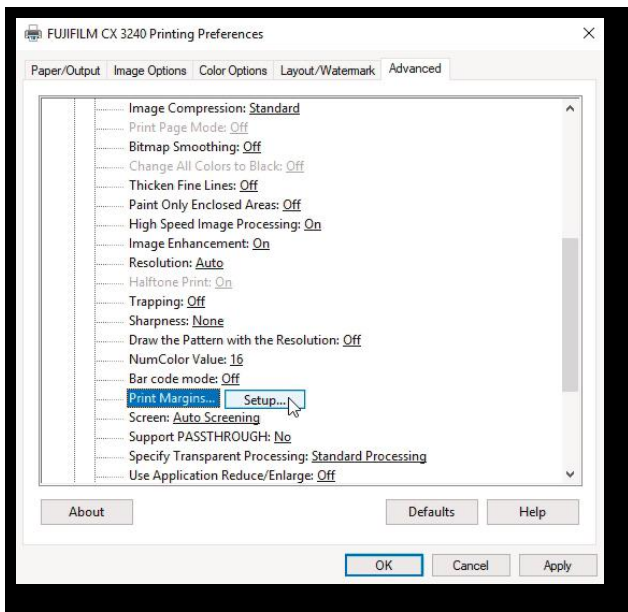 FUJIFILM CX 3240 Printing Preferences
Paper/Output Image Options Color Options Layout/Watermark Advanced
Image Compression: Standard
Print Page Mode: Off
Bitmap Smoothing: Off
Change All Colors to Black: Off
Thicken Fine Lines: Off
Paint Only Enclosed Areas: Off
High Speed Image Processing: On
Image Enhancement: On
Resolution: Auto
Halftone Print: On
Trapping: Off
Sharpness: None
Draw the Pattern with the Resolution: Off
NumColor Value: 16
Bar code mode: Off
Print Margins... Setup...
Screen: Auto Screening
Support PASSTHROUGH: No
Specify Transparent Processing: Standard Processing
Use Application Reduce/Enlarge: Off
About Defaults Help
OK Cancel Apply